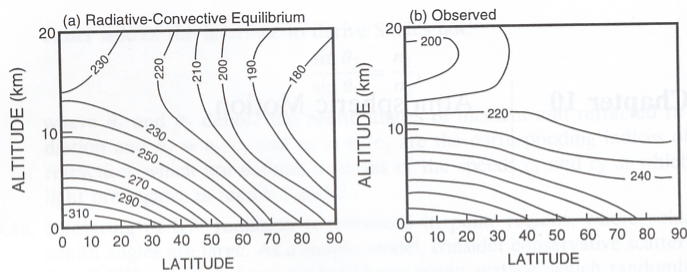 (a) Radiative-Convective Equilibrium
20
10
0
ALTITUDE (km)
230
220
210
200
190
180
230
250
270
290
310
0 10 20 30 40 50 60 70 80 90
LATITUDE
(b) Observed
20
10
0
ALTITUDE (km)
200
220
240
0 10 20 30 40 50 60 70 80 90
LATITUDE